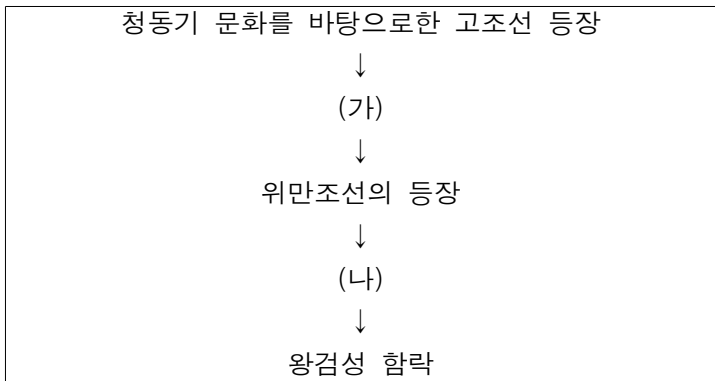 청동기 문화를 바탕으로한 고조선 등장
↓
(가)
↓
위만조선의 등장
↓
(나)
↓
왕검성 함락